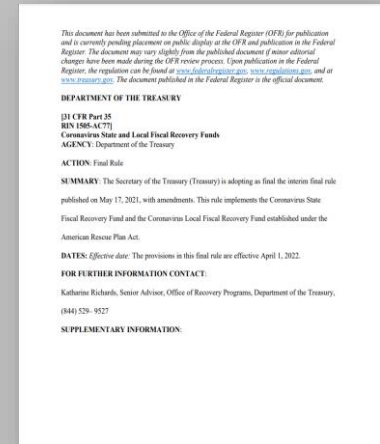 This document has been submitted to the Office of the Federal Register (OFR) for publication
and is currently pending placement on public display at the OFR and publication in the Federal
Register. The document may vary slightly from the published document if minor editorial
changes have been made during the OFR review process. Upon publication in the Federal
Register, the regulation can be found at www.federalregister.gov, www.regulations.gov, and at
www.treasury.gov. The document published in the Federal Register is the official document.
DEPARTMENT OF THE TREASURY
[31 CFR Part 35
RIN 1505-AC77]
Coronavirus State and Local Fiscal Recovery Funds
AGENCY: Department of the Treasury
ACTION: Final Rule
SUMMARY: The Secretary of the Treasury (Treasury) is adopting as final the interim final rule
published on May 17, 2021, with amendments. This rule implements the Coronavirus State
Fiscal Recovery Fund and the Coronavirus Local Fiscal Recovery Fund established under the
American Rescue Plan Act.
DATES: Effective date: The provisions in this final rule are effective April 1, 2022.
FOR FURTHER INFORMATION CONTACT:
Katharine Richards, Senior Advisor, Office of Recovery Programs, Department of the Treasury,
(844) 529- 9527
SUPPLEMENTARY INFORMATION: